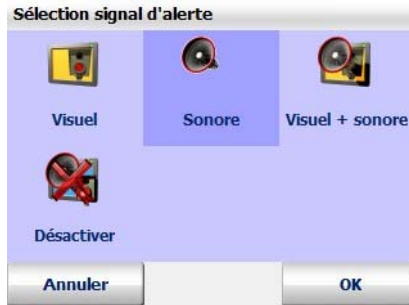 Sélection signal d'alerte
Visuel
Sonore
Visuel + sonore
Désactiver
Annuler
OK